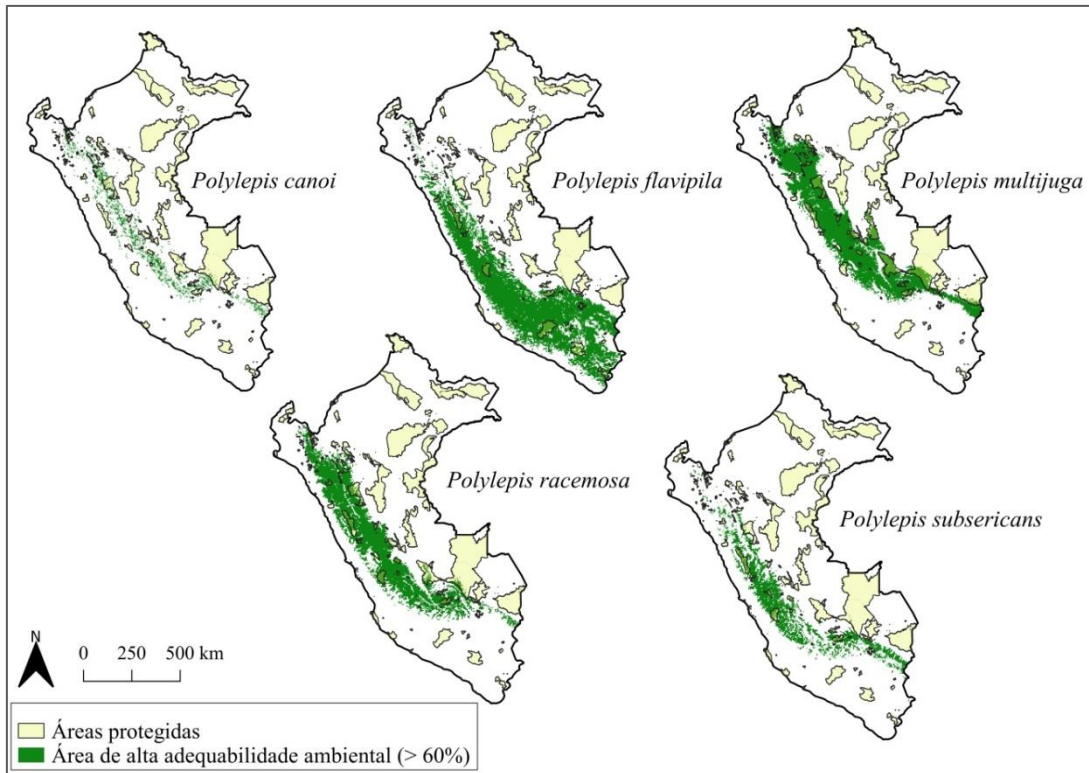 Polylepis canoi
Polylepis flavipila
Polylepis multijuga
Polylepis racemosa
Polylepis subsericans
N
0 250 500 km
Áreas protegidas
Área de alta adequabilidade ambiental (> 60%)